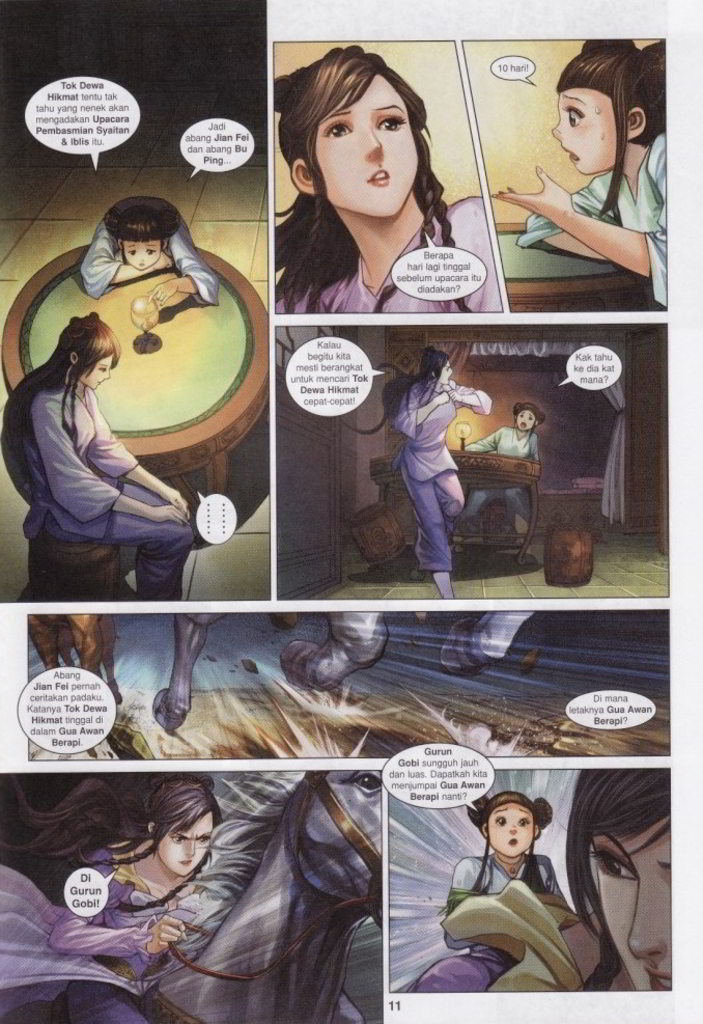 Tok Dewa
Hikmat tentu tak
tahu yang nenek akan
mengadakan Upacara
Pembasmian Syaitan
& Iblis itu.
Jadi
abang Jian Fei
dan abang Bu
Ping...
Berapa
hari lagi tinggal
sebelum upacara itu
diadakan?
10 hari!
Kalau
begitu kita
mesti berangkat
untuk mencari Tok
Dewa Hikmat
cepat-cepat!
Kak tahu
ke dia kat
mana?
Abang
Jian Fei pernah
ceritakan padaku.
Katanya Tok Dewa
Hikmat tinggal di
dalam Gua Awan
Berapi.
Di mana
letaknya Gua Awan
Berapi?
Di
Gurun
Gobi!
Gurun
Gobi sungguh jauh
dan luas. Dapatkah kita
menjumpai Gua Awan
Berapi nanti?
11